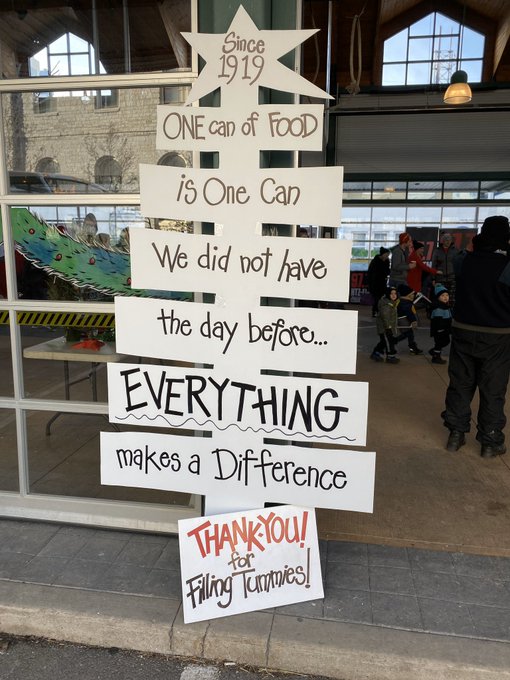 Since
1919
ONE can of FOOD
is One Can
We did not have
the day before...
EVERYTHING
makes a Difference
THANK-YOU!
for
Filling Tummies!